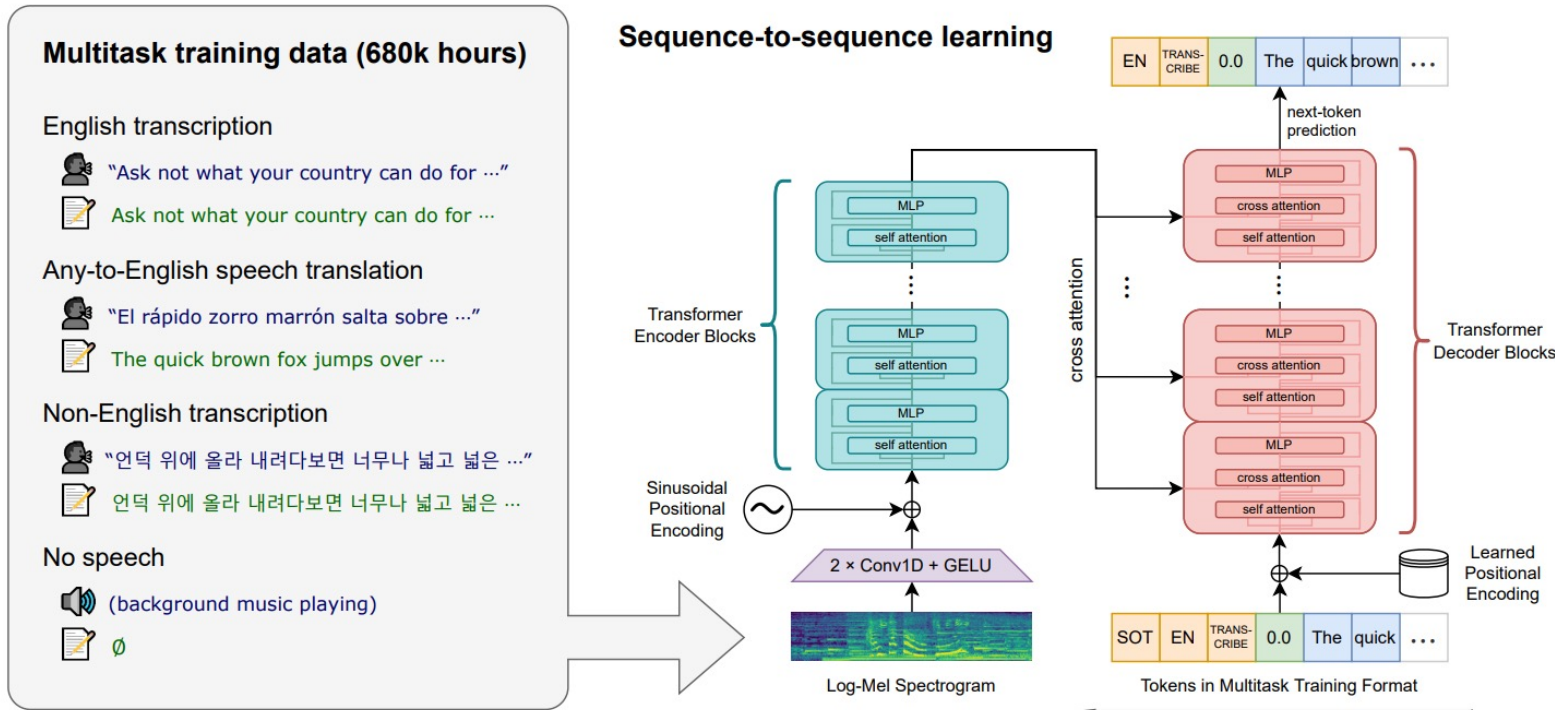 Multitask training data (680k hours)
English transcription
“Ask not what your country can do for ⋯”
Ask not what your country can do for ⋯
Any-to-English speech translation
“El rápido zorro marrón salta sobre ⋯”
The quick brown fox jumps over ⋯
Non-English transcription
“언덕 위에 올라 내려다보면 너무나 넓고 넓은 ⋯”
언덕 위에 올라 내려다보면 너무나 넓고 넓은 ⋯
No speech
(background music playing)
Ø
Sequence-to-sequence learning
EN TRANS-CRIBE 0.0 The quick brown ⋯
next-token
prediction
MLP
self attention
⋮
MLP
self attention
MLP
self attention
Transformer
Encoder Blocks
Sinusoidal
Positional
Encoding
2 × Conv1D + GELU
Log-Mel Spectrogram
cross attention
⋮
MLP
cross attention
self attention
⋮
MLP
cross attention
self attention
MLP
cross attention
self attention
Transformer
Decoder Blocks
Learned
Positional
Encoding
SOT EN TRANS-CRIBE 0.0 The quick ⋯
Tokens in Multitask Training Format